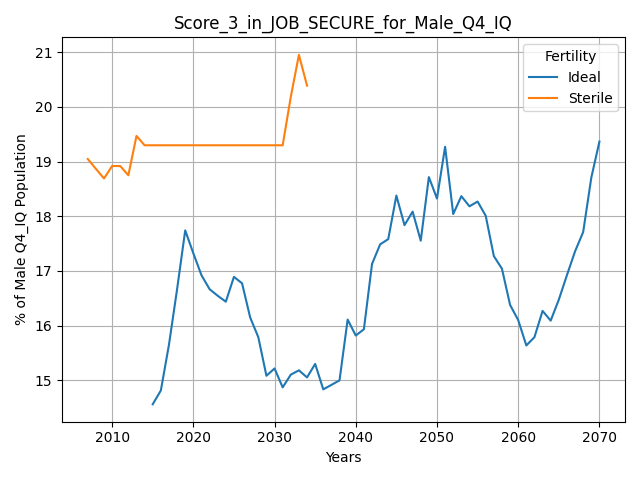 Score_3_in_JOB_SECURE_for_Male_Q4_IQ
Fertility
Ideal
Sterile
% of Male Q4_IQ Population
21
20
19
18
17
16
15
2010 2020 2030 2040 2050 2060 2070
Years